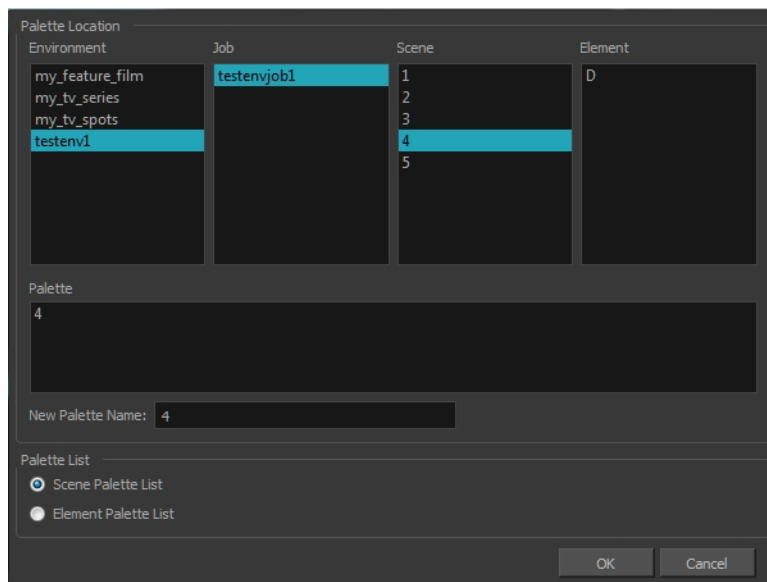 Palette Location
Environment Job Scene Element
my_feature_film testenvjob1 1 D
my_tv_series 2
my_tv_spots 3
testenv1 4
5
Palette
4
New Palette Name: 4
Palette List
Scene Palette List
Element Palette List
OK Cancel